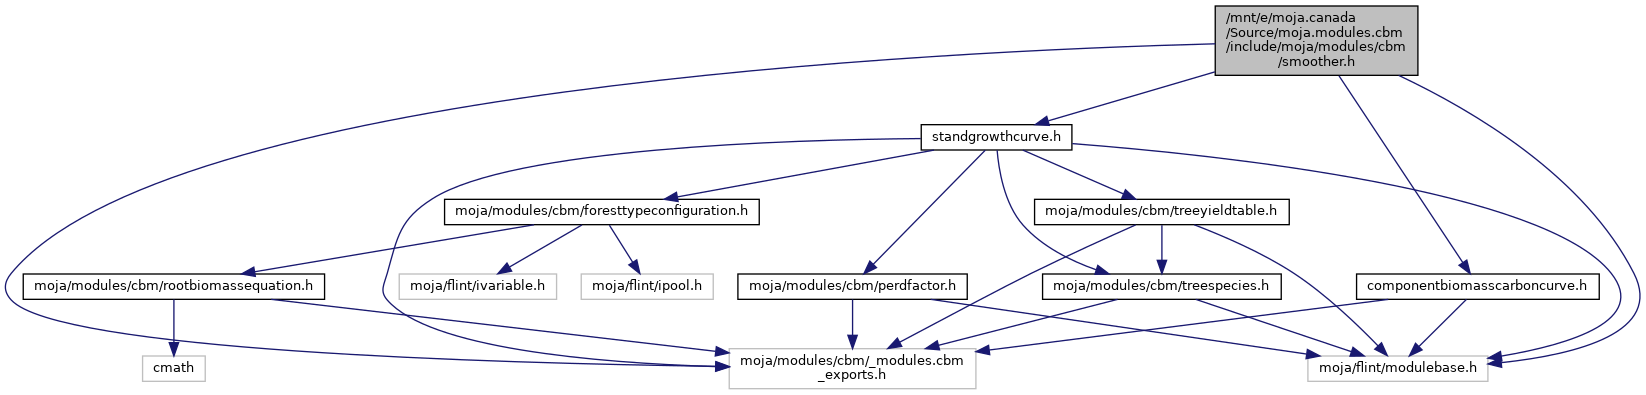 /mnt/e/moja.canada
/Source/moja.modules.cbm
/include/moja/modules/cbm
/smoother.h
standgrowthcurve.h
moja/modules/cbm/foresttypeconfiguration.h
moja/modules/cbm/treeyieldtable.h
moja/modules/cbm/rootbiomassequation.h
moja/flint/ivariable.h
moja/flint/ipool.h
moja/modules/cbm/perdfactor.h
moja/modules/cbm/treespecies.h
componentbiomasscarboncurve.h
cmath
moja/modules/cbm/_modules.cbm
_exports.h
moja/flint/modulebase.h